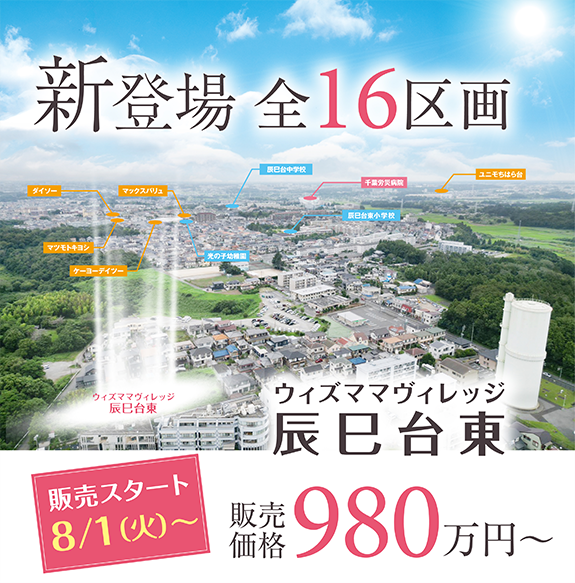 新登場 全16区画
辰巳台中学校
千葉労災病院
ユニモちはら台
ダイソー
マックスバリュ
辰巳台東小学校
マツモトキヨシ
光の子幼稚園
ケーヨーデイツー
ウィズママヴィレッジ
辰巳台東
ウィズママヴィレッジ
辰巳台東
販売スタート
8/1(火)～
販売
価格
980万円～